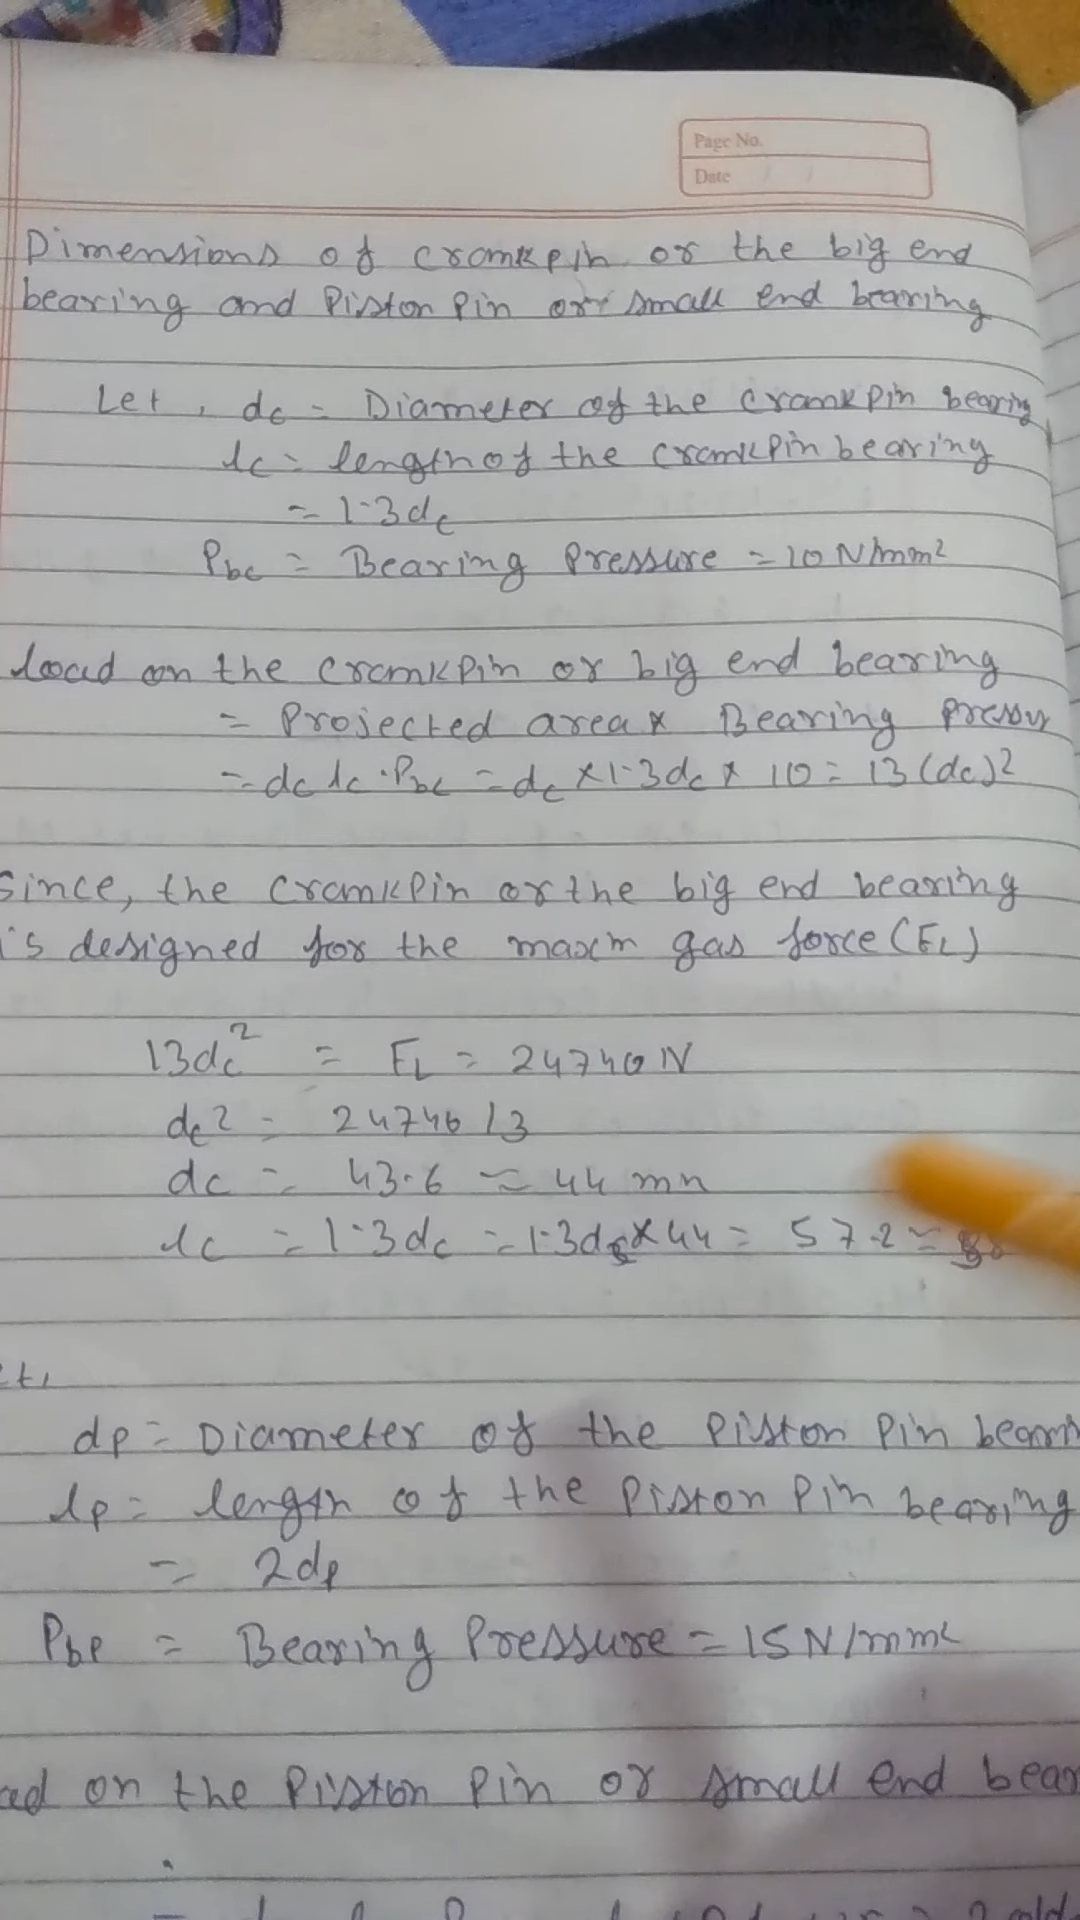 Page No.
Date
Dimensions of crankpin or the big end
bearing and Piston Pin or small end bearing
Let, dc = Diameter of the crankpin bearing
lc = length of the crankpin bearing
= 1.3dc
Pbc = Bearing Pressure = 10 N/mm²
load on the crankpin or big end bearing
= Projected area × Bearing Pressur
= dc lc · Pbc = dc × 1.3dc × 10 = 13 (dc)²
Since, the crankpin or the big end bearing
is designed for the maxm gas force (FL)
13dc² = FL = 24740 N
dc² = 24740 13
dc = 43.6 ≈ 44 mm
lc = 1.3dc = 1.3dc × 44 = 57.2 ≈
et,
dp = Diameter of the Piston Pin beari
lp = length of the Piston Pin bearing
= 2dp
Pbp = Bearing Pressure = 15 N/mm²
ad on the Piston Pin or small end bear